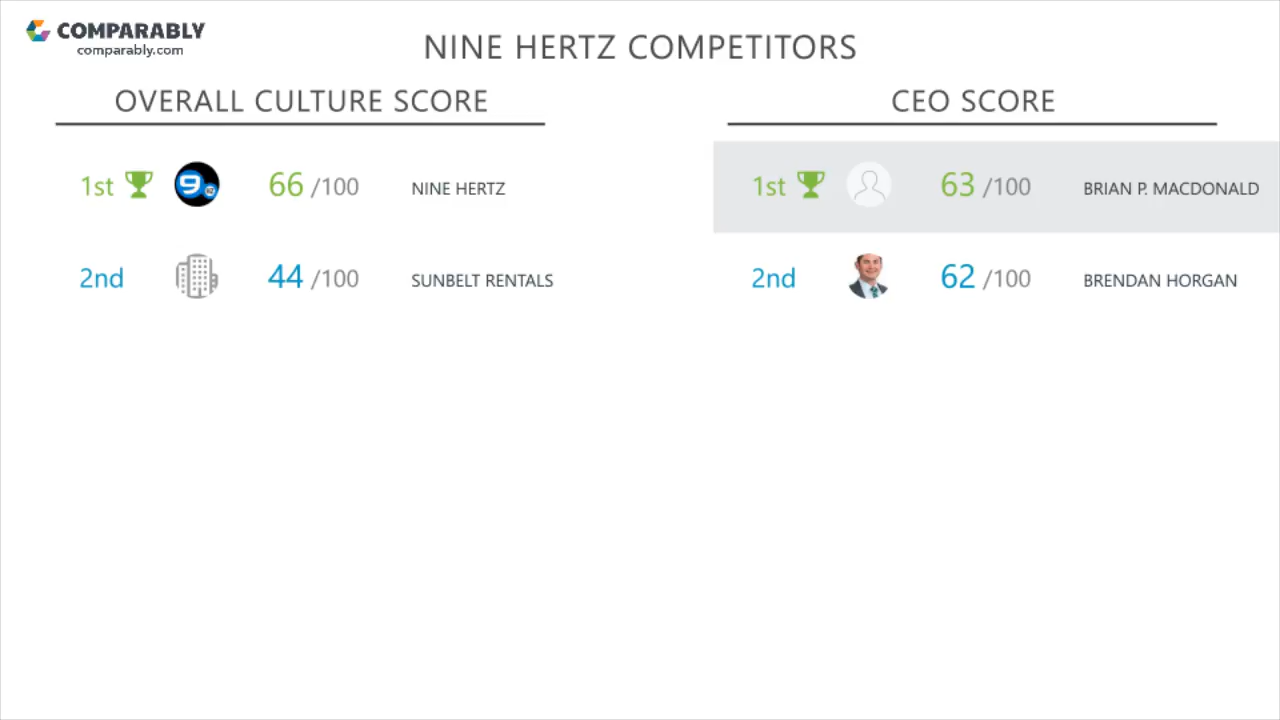 COMPARABLY
comparably.com
NINE HERTZ COMPETITORS
OVERALL CULTURE SCORE
1st 9 66 /100 NINE HERTZ
2nd 44 /100 SUNBELT RENTALS
CEO SCORE
1st 63 /100 BRIAN P. MACDONALD
2nd 62 /100 BRENDAN HORGAN